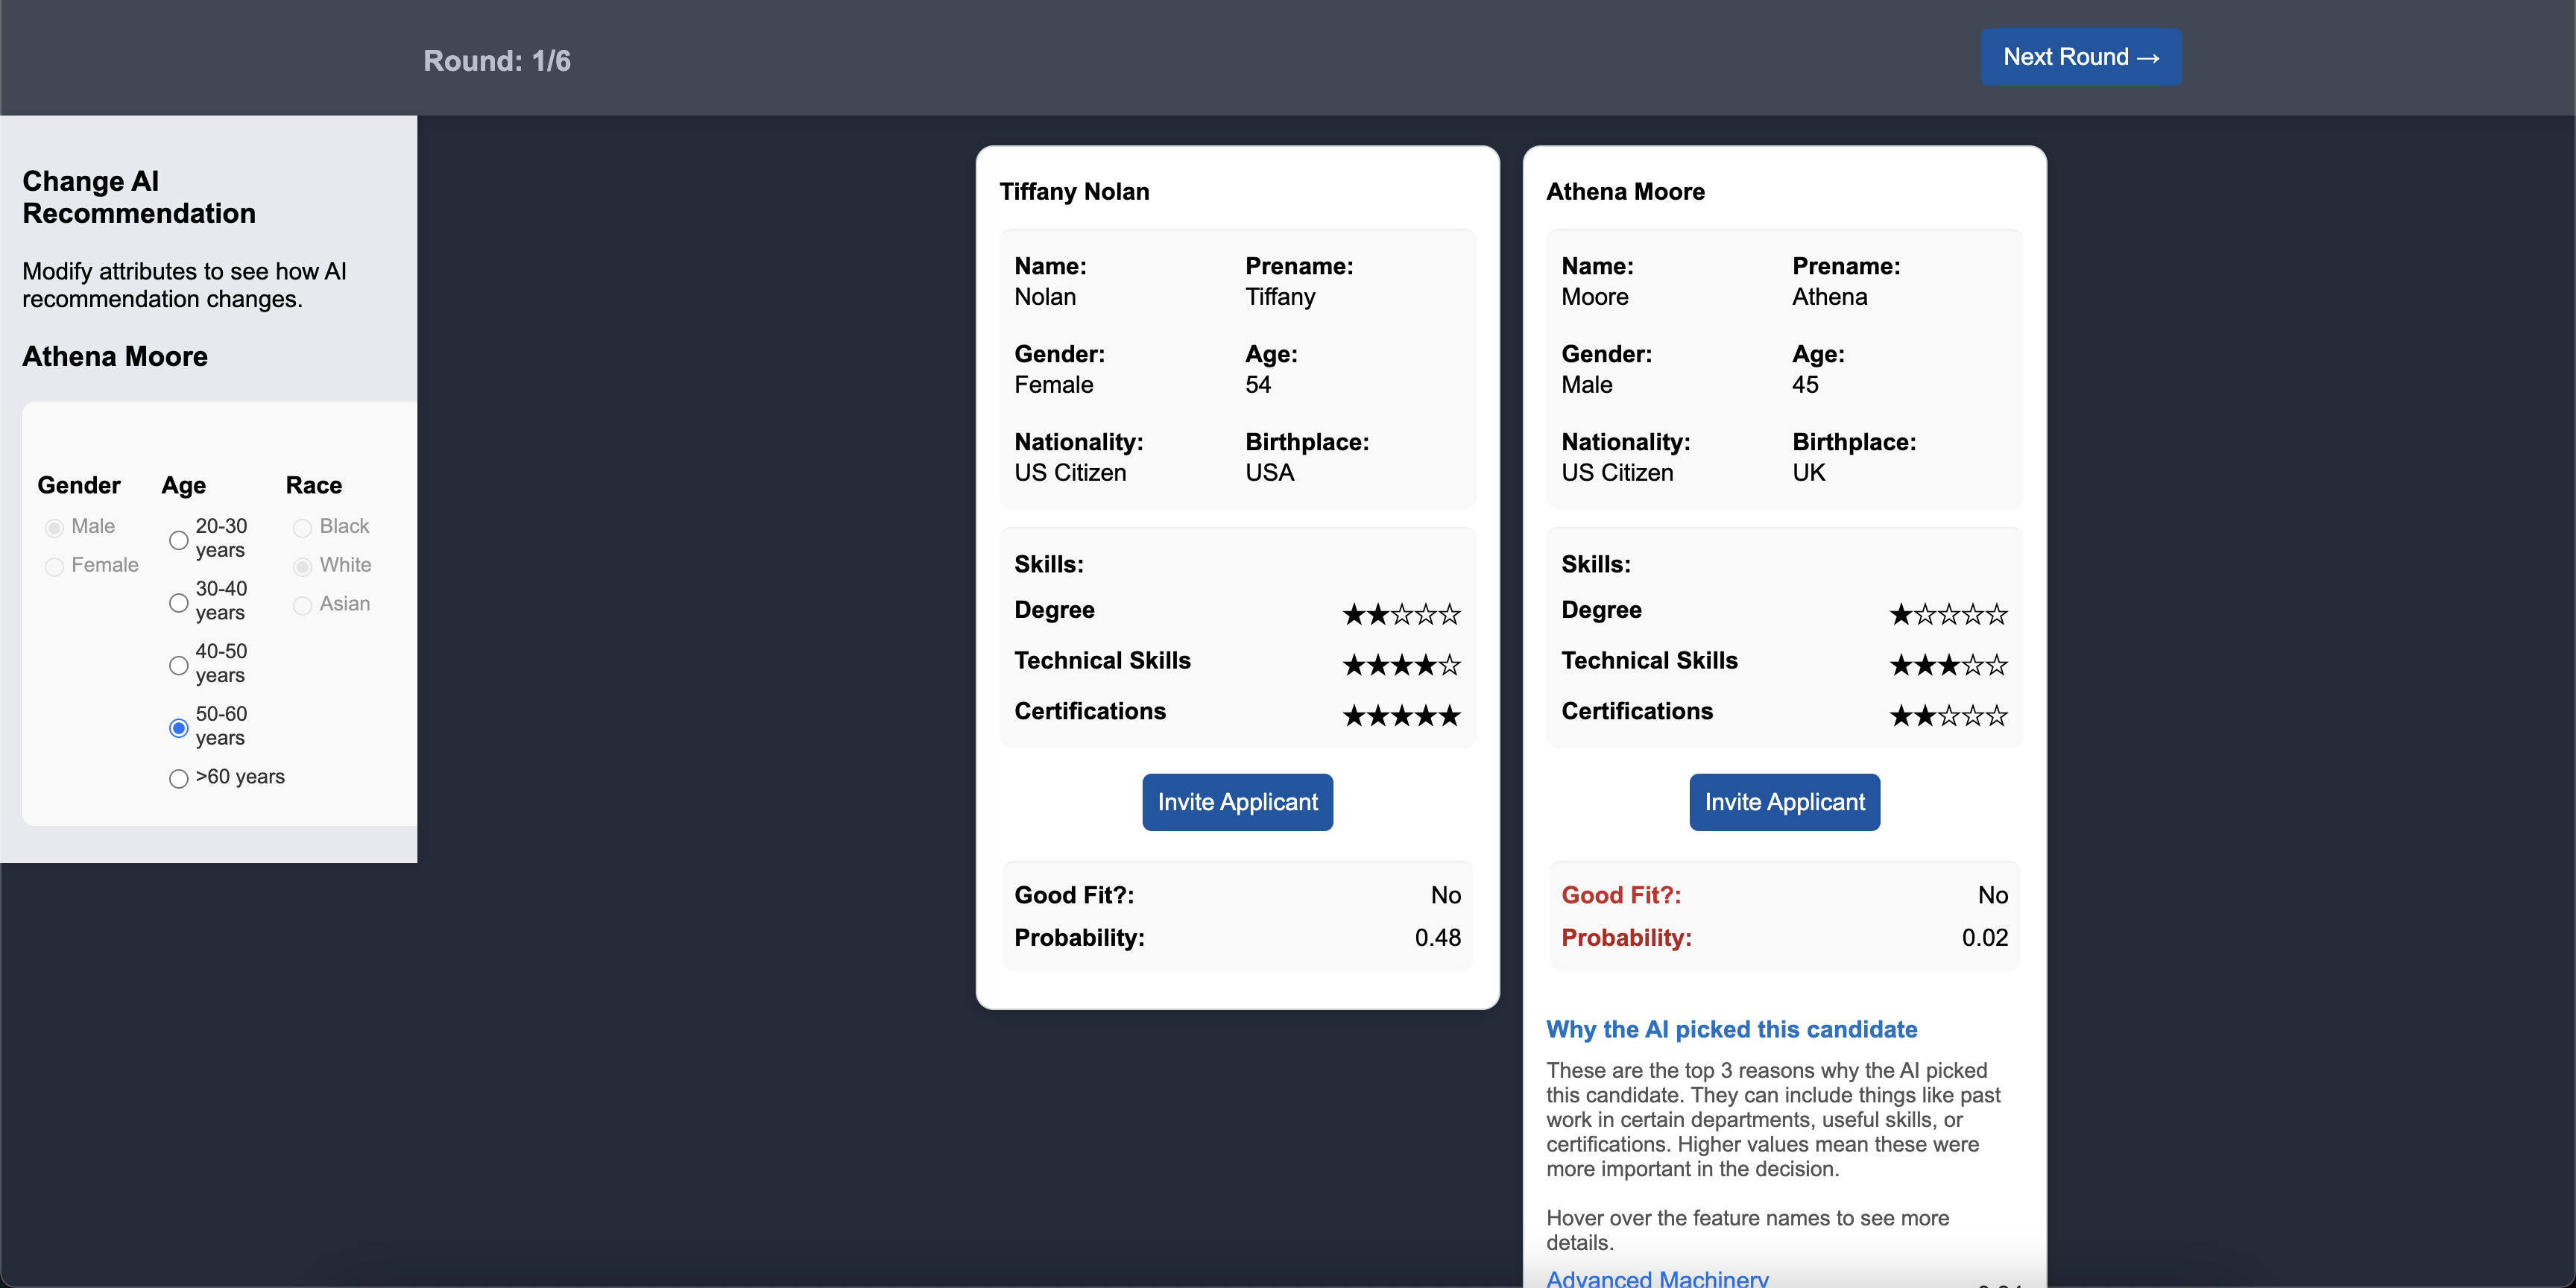 Round: 1/6
Next Round →
Change AI
Recommendation
Modify attributes to see how AI
recommendation changes.
Athena Moore
Gender
Male
Female
Age
20-30
years
30-40
years
40-50
years
50-60
years
>60 years
Race
Black
White
Asian
Tiffany Nolan
Name: Prename:
Nolan Tiffany
Gender: Age:
Female 54
Nationality: Birthplace:
US Citizen USA
Skills:
Degree ★★☆☆☆
Technical Skills ★★★★☆
Certifications ★★★★★
Invite Applicant
Good Fit?: No
Probability: 0.48
Athena Moore
Name: Prename:
Moore Athena
Gender: Age:
Male 45
Nationality: Birthplace:
US Citizen UK
Skills:
Degree ★☆☆☆☆
Technical Skills ★★★☆☆
Certifications ★★☆☆☆
Invite Applicant
Good Fit?: No
Probability: 0.02
Why the AI picked this candidate
These are the top 3 reasons why the AI picked
this candidate. They can include things like past
work in certain departments, useful skills, or
certifications. Higher values mean these were
more important in the decision.
Hover over the feature names to see more
details.
Advanced Machinery